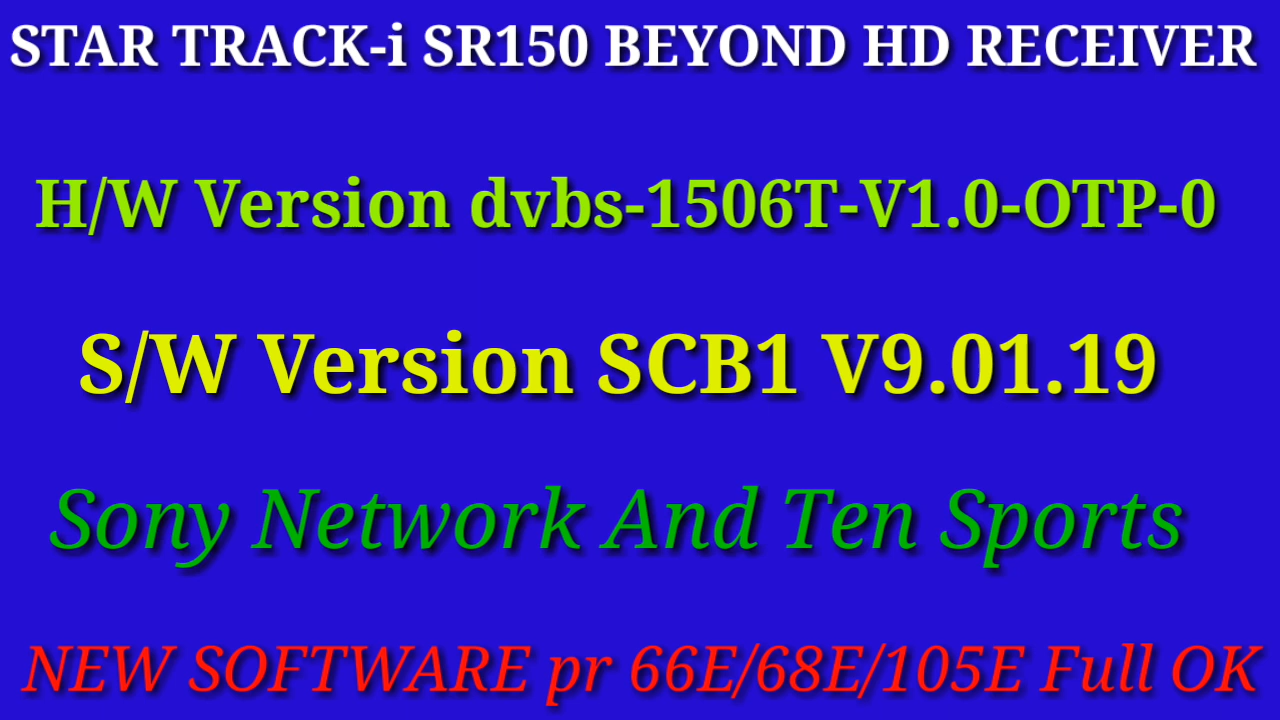 STAR TRACK-i SR150 BEYOND HD RECEIVER
H/W Version dvbs-1506T-V1.0-OTP-0
S/W Version SCB1 V9.01.19
Sony Network And Ten Sports
NEW SOFTWARE pr 66E/68E/105E Full OK